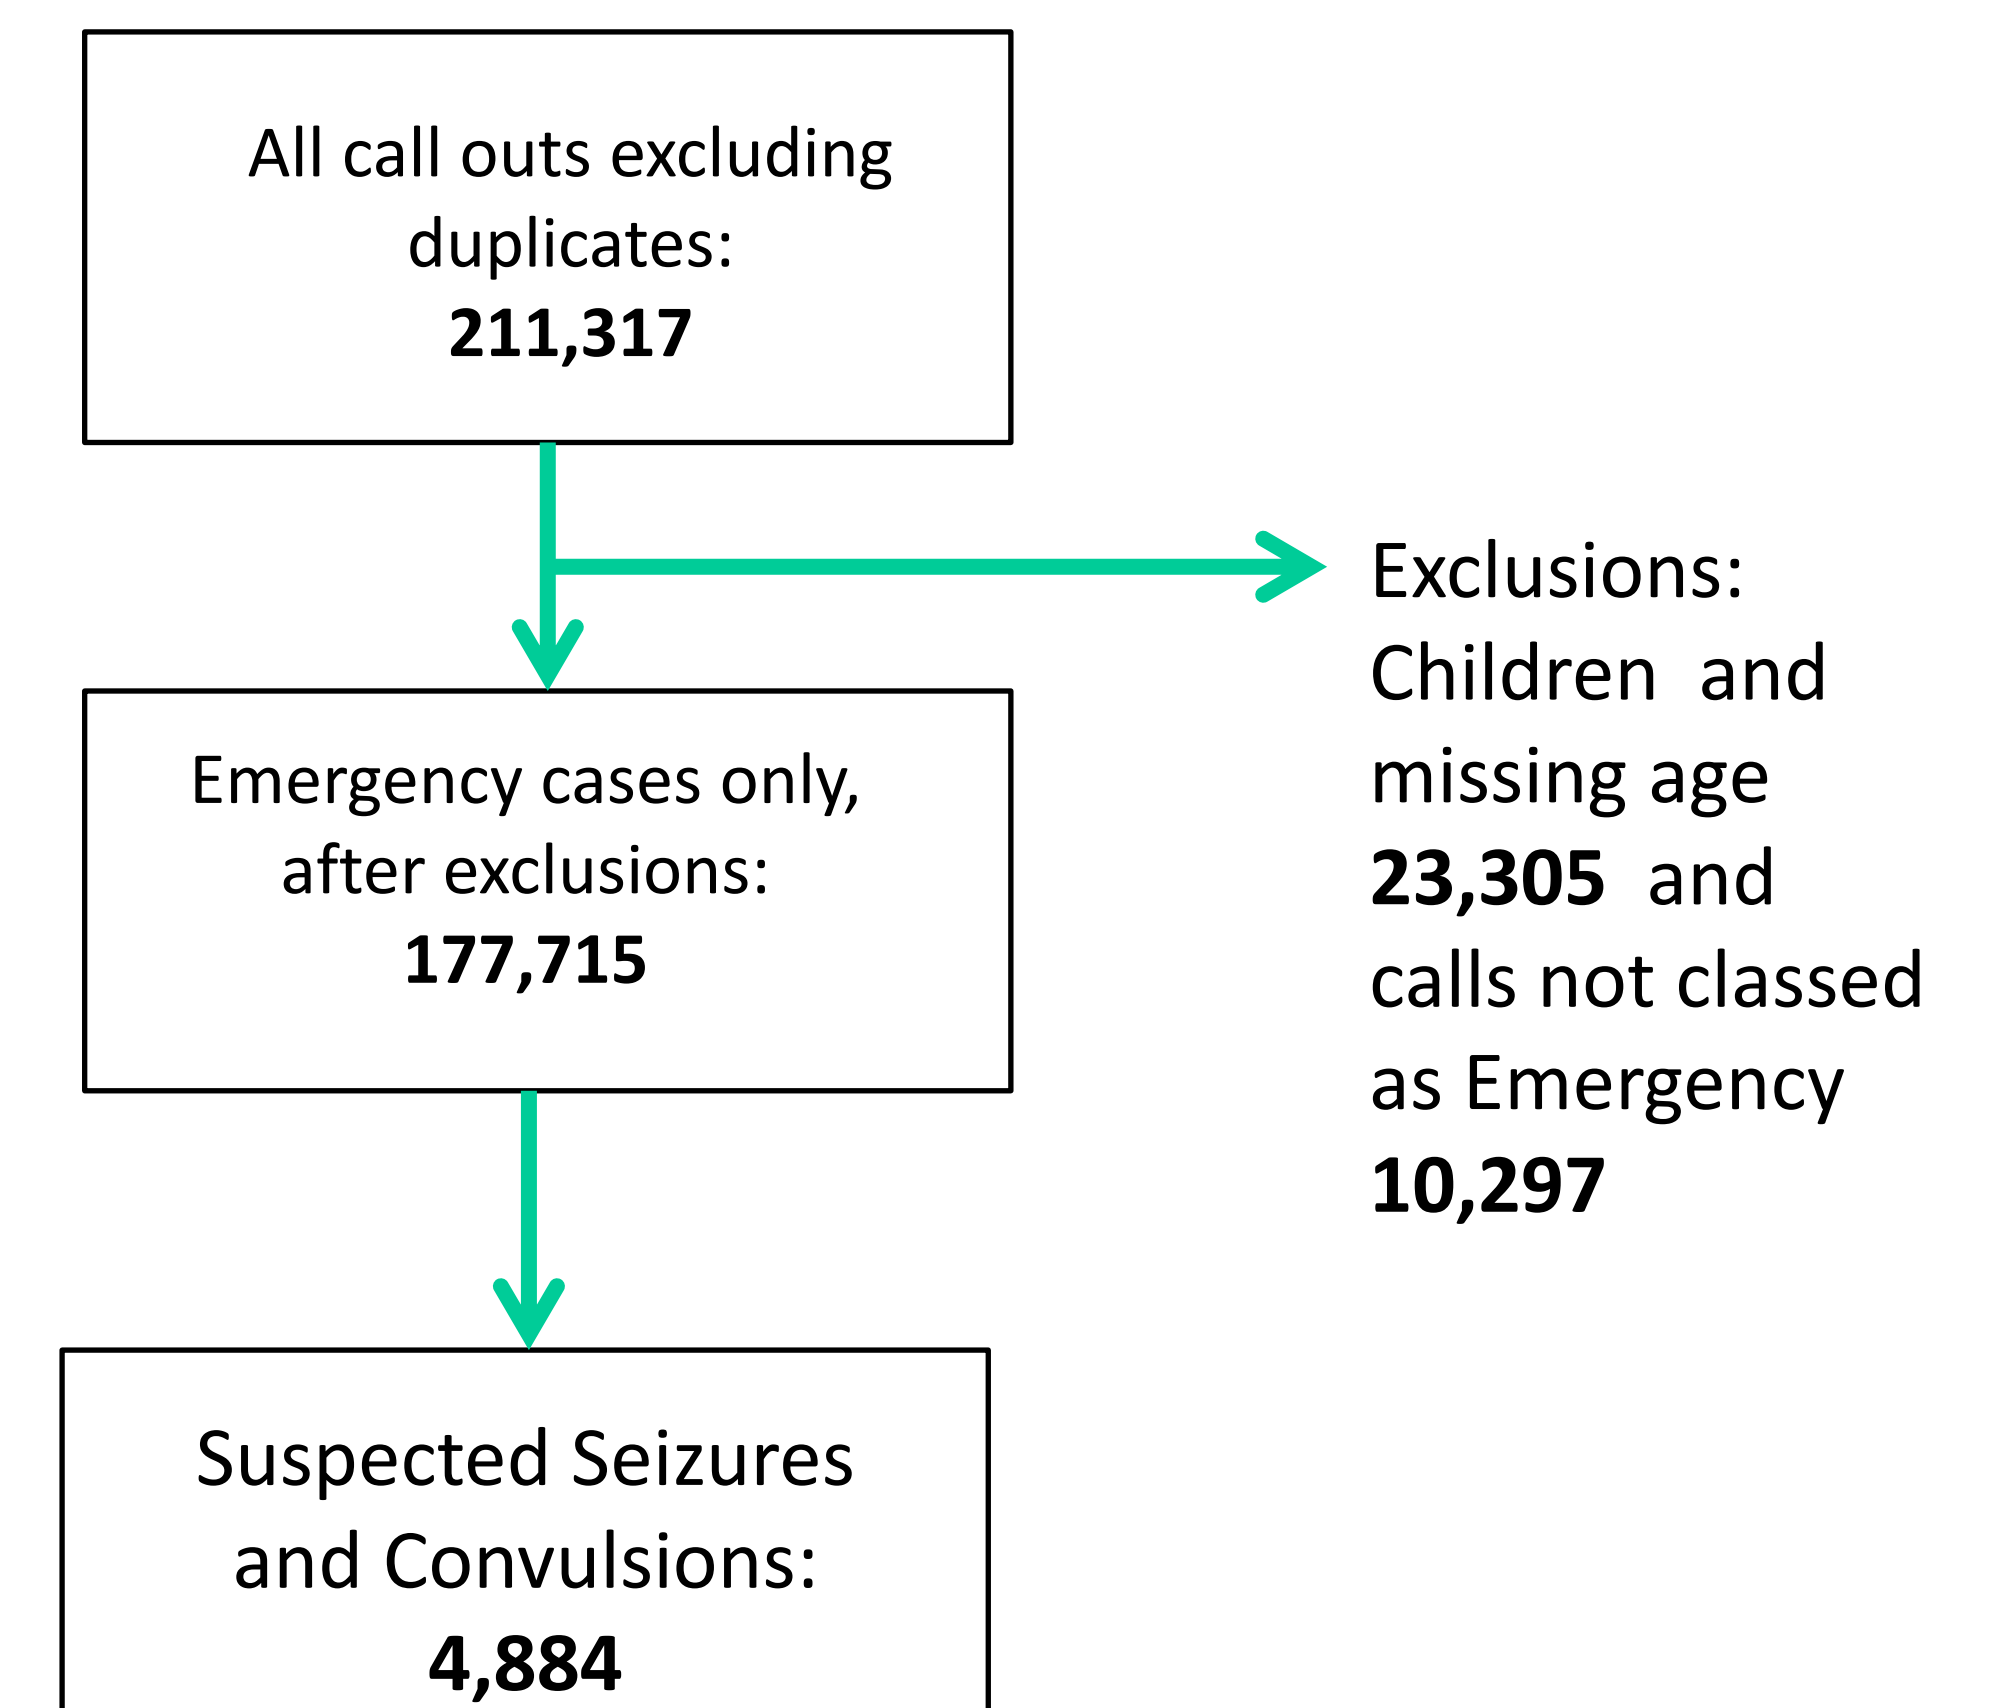 All call outs excluding
duplicates:
211,317
Exclusions:
Children and
missing age
23,305 and
calls not classed
as Emergency
10,297
Emergency cases only,
after exclusions:
177,715
Suspected Seizures
and Convulsions:
4,884